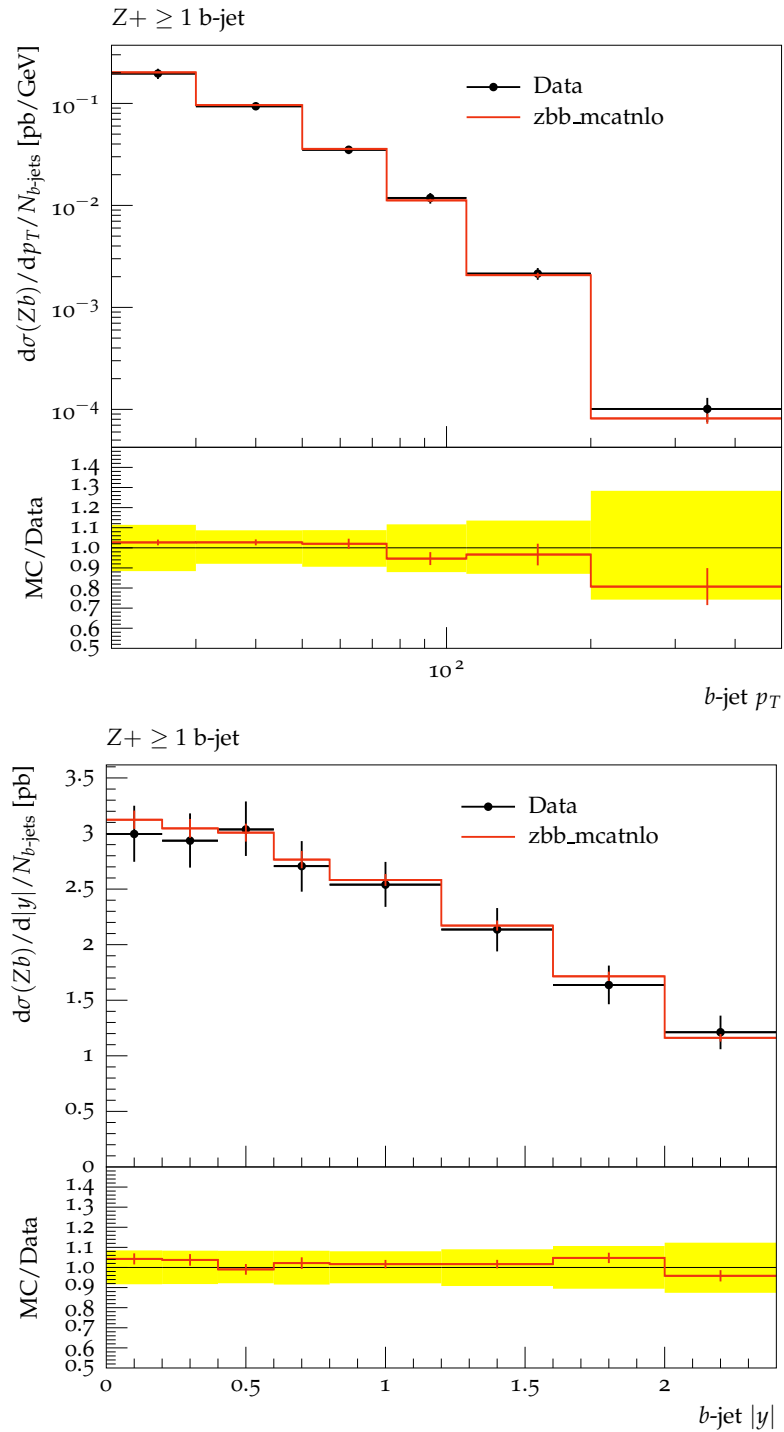 Z+ ≥ 1 b-jet
dσ(Zb)/dp_T/N_{b-jets} [pb/GeV]
10^{−1}
10^{−2}
10^{−3}
10^{−4}
Data
zbb_mcatnlo
MC/Data
1.4
1.3
1.2
1.1
1.0
0.9
0.8
0.7
0.6
0.5
10^2
b-jet p_T
Z+ ≥ 1 b-jet
dσ(Zb)/d|y|/N_{b-jets} [pb]
3.5
3
2.5
2
1.5
1
0.5
0
Data
zbb_mcatnlo
MC/Data
1.4
1.3
1.2
1.1
1.0
0.9
0.8
0.7
0.6
0.5
0 0.5 1 1.5 2
b-jet |y|